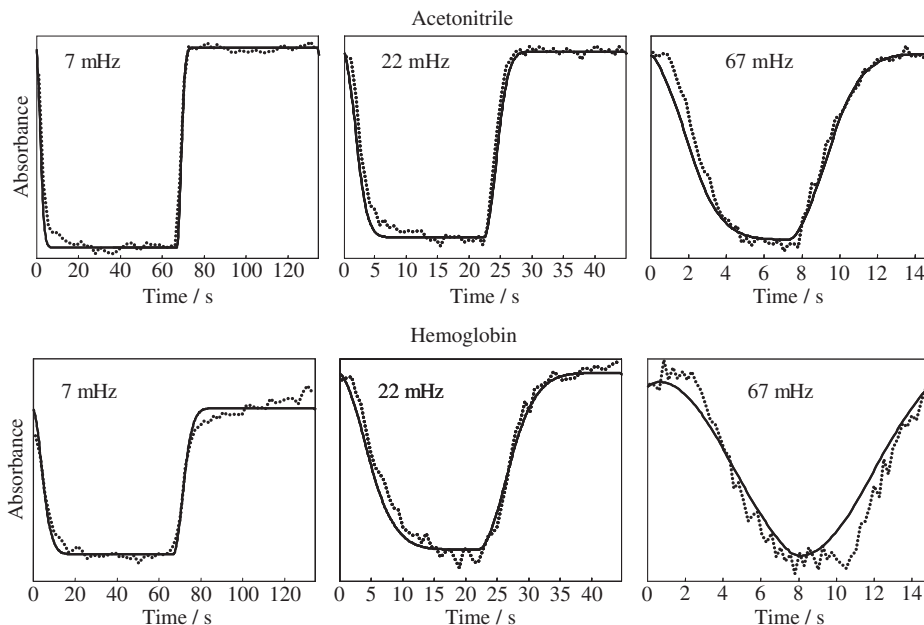 Acetonitrile
7 mHz
22 mHz
67 mHz
Absorbance
0 20 40 60 80 100 120
0 5 10 15 20 25 30 35 40
0 2 4 6 8 10 12 14
Time / s
Time / s
Time / s
Hemoglobin
7 mHz
22 mHz
67 mHz
Absorbance
0 20 40 60 80 100 120
0 5 10 15 20 25 30 35 40
0 2 4 6 8 10 12 14
Time / s
Time / s
Time / s